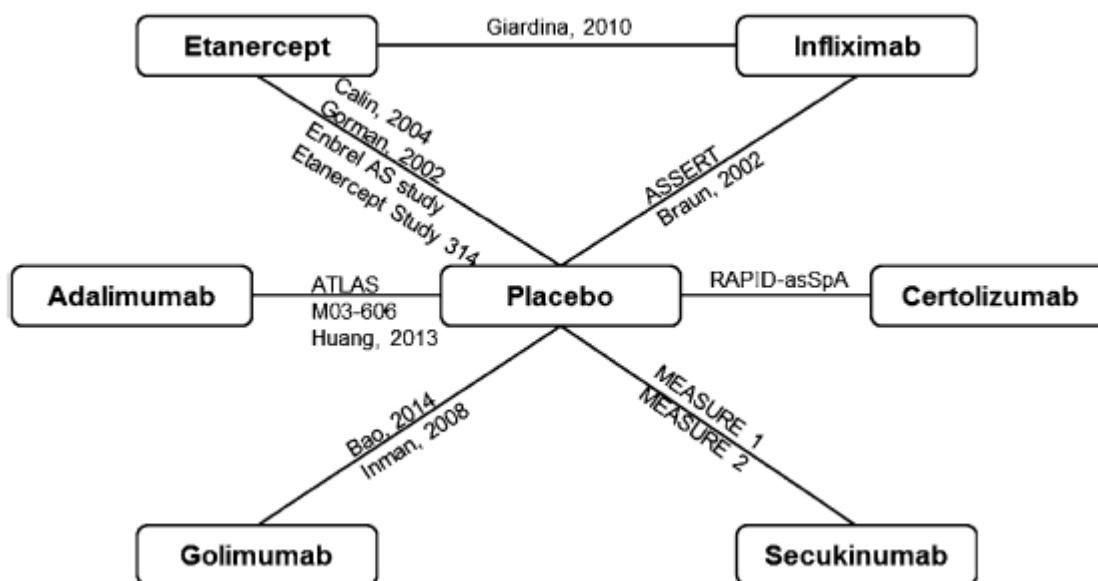 Etanercept
Giardina, 2010
Infliximab
Calin, 2004
Gorman, 2002
Enbrel AS study
Etanercept Study 314
ASSERT
Braun, 2002
Adalimumab
ATLAS
M03-606
Huang, 2013
Placebo
RAPID-asSpA
Certolizumab
Bao, 2014
Inman, 2008
MEASURE 1
MEASURE 2
Golimumab
Secukinumab